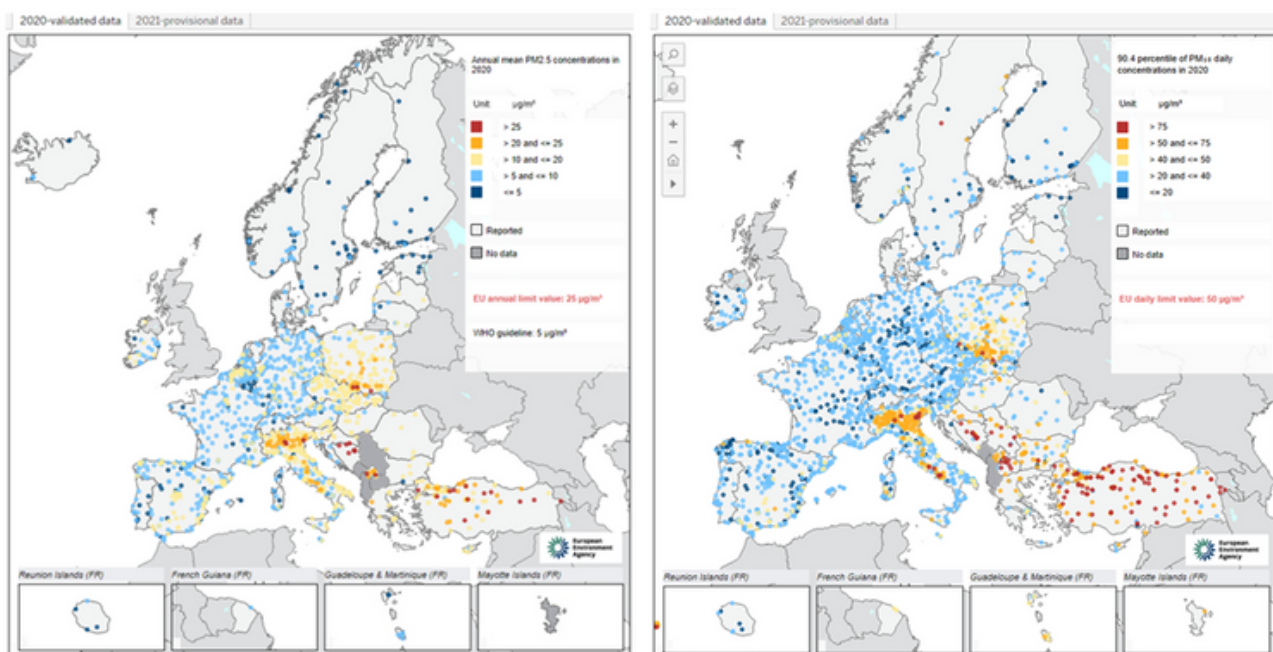 2020-validated data
2021-provisional data
Annual mean PM2.5 concentrations in
2020
Unit: µg/m³
> 25
> 20 and <= 25
> 10 and <= 20
> 5 and <= 10
<= 5
Reported
No data
EU annual limit value: 25 µg/m³
WHO guideline: 5 µg/m³
European
Environment
Agency
Reunion Islands (FR)
French Guiana (FR)
Guadeloupe & Martinique (FR)
Mayotte Islands (FR)
2020-validated data
2021-provisional data
90.4 percentile of PM₁₀ daily
concentrations in 2020
Unit: µg/m³
> 75
> 50 and <= 75
> 40 and <= 50
> 20 and <= 40
<= 20
Reported
No data
EU daily limit value: 50 µg/m³
European
Environment
Agency
Reunion Islands (FR)
French Guiana (FR)
Guadeloupe & Martinique (FR)
Mayotte Islands (FR)